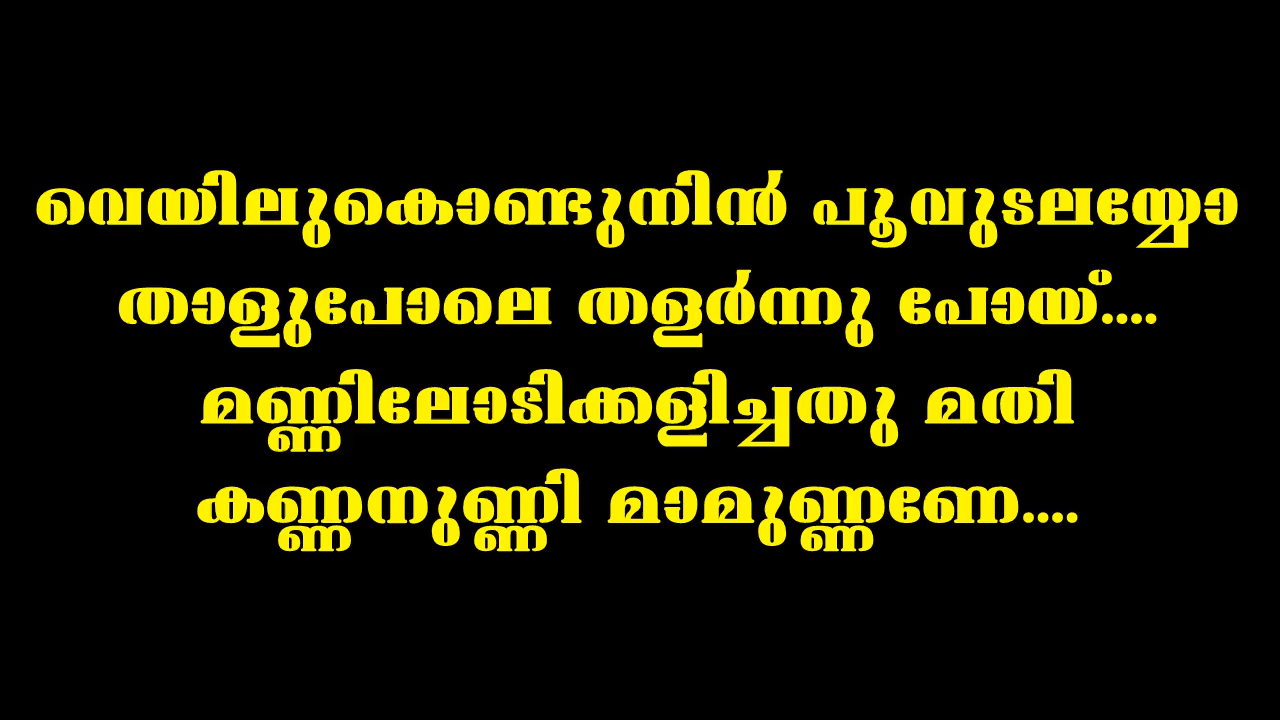 വെയിലുകൊണ്ടുനിൻ പൂവുടലയ്യോ
താളുപോലെ തളർന്നു പോയ്....
മണ്ണിലോടിക്കളിച്ചതു മതി
കണ്ണനുണ്ണി മാമുണ്ണണേ....